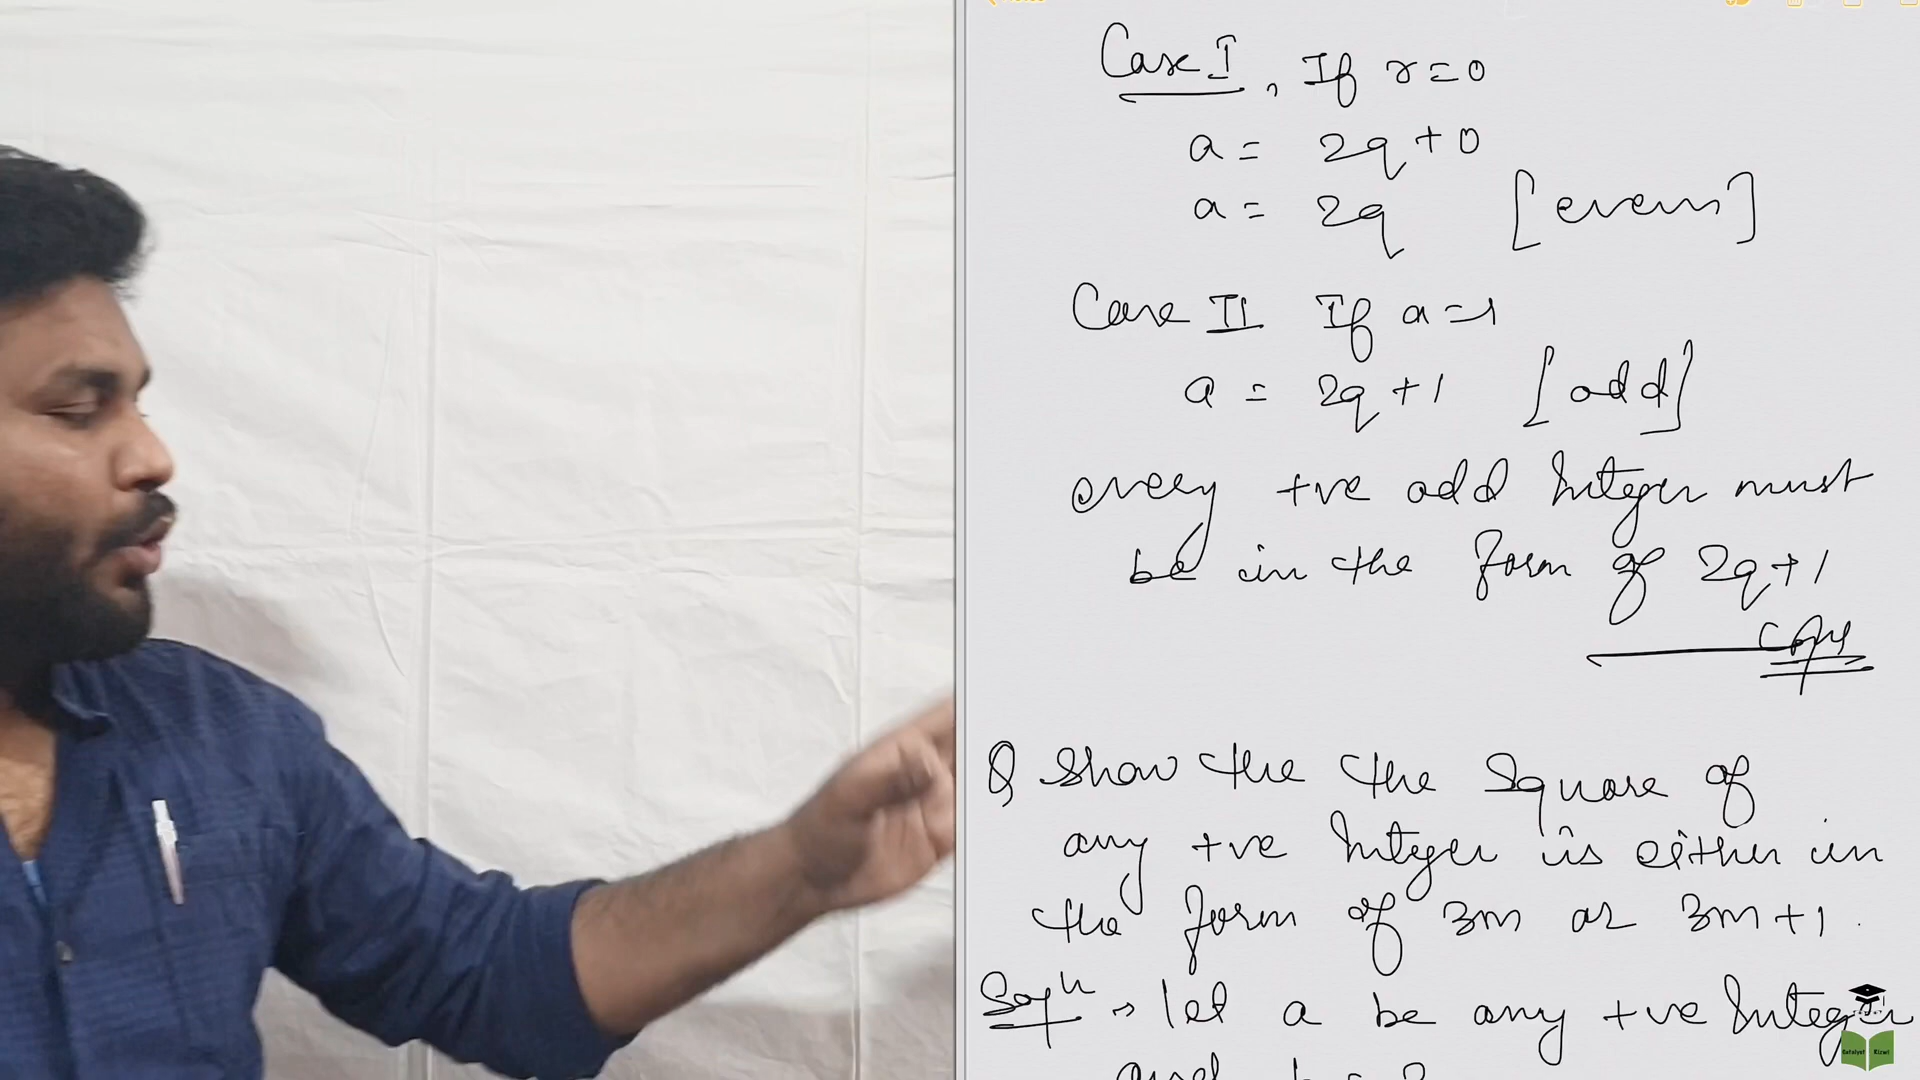 Case I, If r=0
a = 2q+0
a = 2q [even]
Case II If a=1
a = 2q+1 [odd]
every +ve odd Integer must
be in the form of 2q+1
Q Show the the Square of
any +ve Integer is either in
the form of 3m or 3m+1.
Solⁿ → let a be any +ve Integer
and